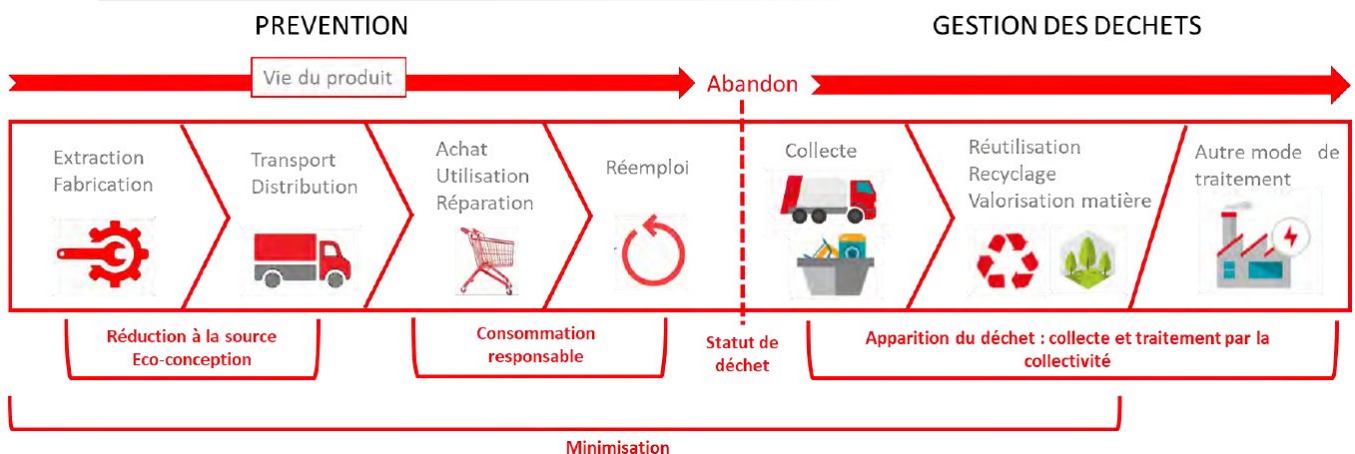 PREVENTION
GESTION DES DECHETS
Vie du produit
Abandon
Extraction
Fabrication
Transport
Distribution
Achat
Utilisation
Réparation
Réemploi
Collecte
Réutilisation
Recyclage
Valorisation matière
Autre mode de
traitement
Réduction à la source
Eco-conception
Consommation
responsable
Statut de
déchet
Apparition du déchet : collecte et traitement par la
collectivité
Minimisation